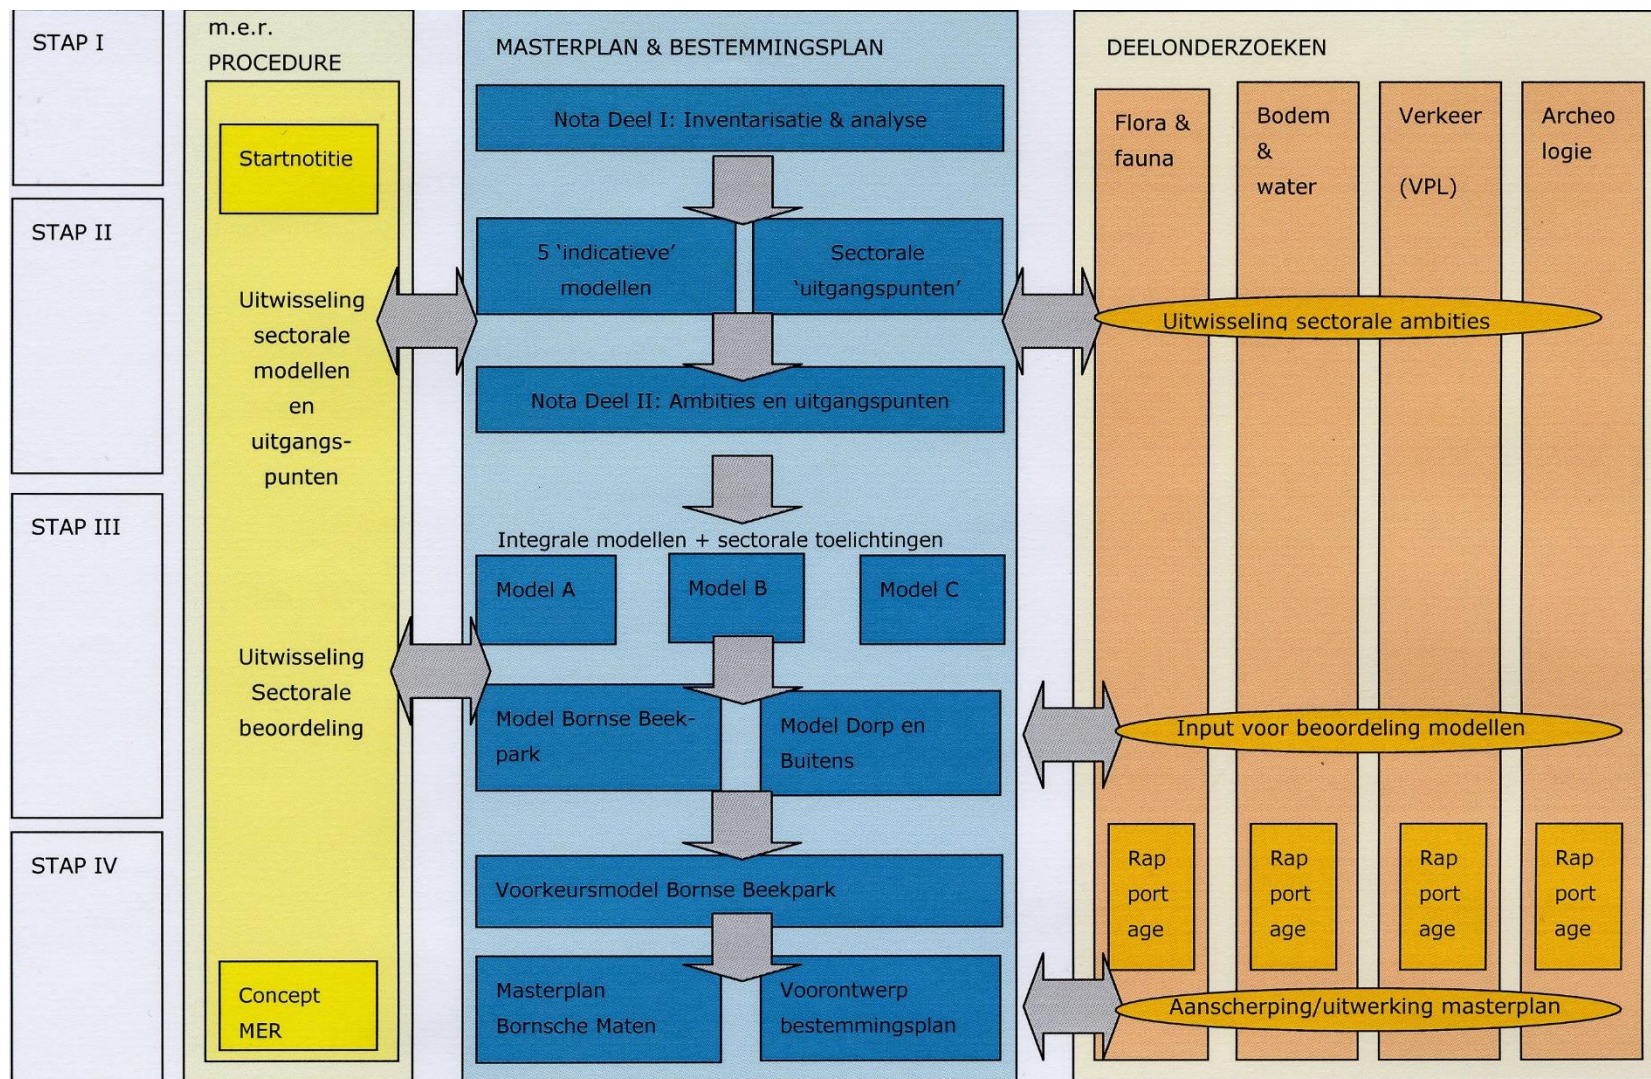 STAP I
STAP II
STAP III
STAP IV
m.e.r.
PROCEDURE
Startnotitie
Uitwisseling
sectorale
modellen
en
uitgangs-
punten
Uitwisseling
Sectorale
beoordeling
Concept
MER
MASTERPLAN & BESTEMMINGSPLAN
Nota Deel I: Inventarisatie & analyse
5 ‘indicatieve’
modellen
Sectorale
‘uitgangspunten’
Nota Deel II: Ambities en uitgangspunten
Integrale modellen + sectorale toelichtingen
Model A
Model B
Model C
Model Bornse Beek-
park
Model Dorp en
Buitens
Voorkeursmodel Bornse Beekpark
Masterplan
Bornsche Maten
Voorontwerp
bestemmingsplan
DEELONDERZOEKEN
Flora &
fauna
Bodem
&
water
Verkeer
(VPL)
Archeo
logie
Uitwisseling sectorale ambities
Input voor beoordeling modellen
Rap
port
age
Rap
port
age
Rap
port
age
Rap
port
age
Aanscherping/uitwerking masterplan